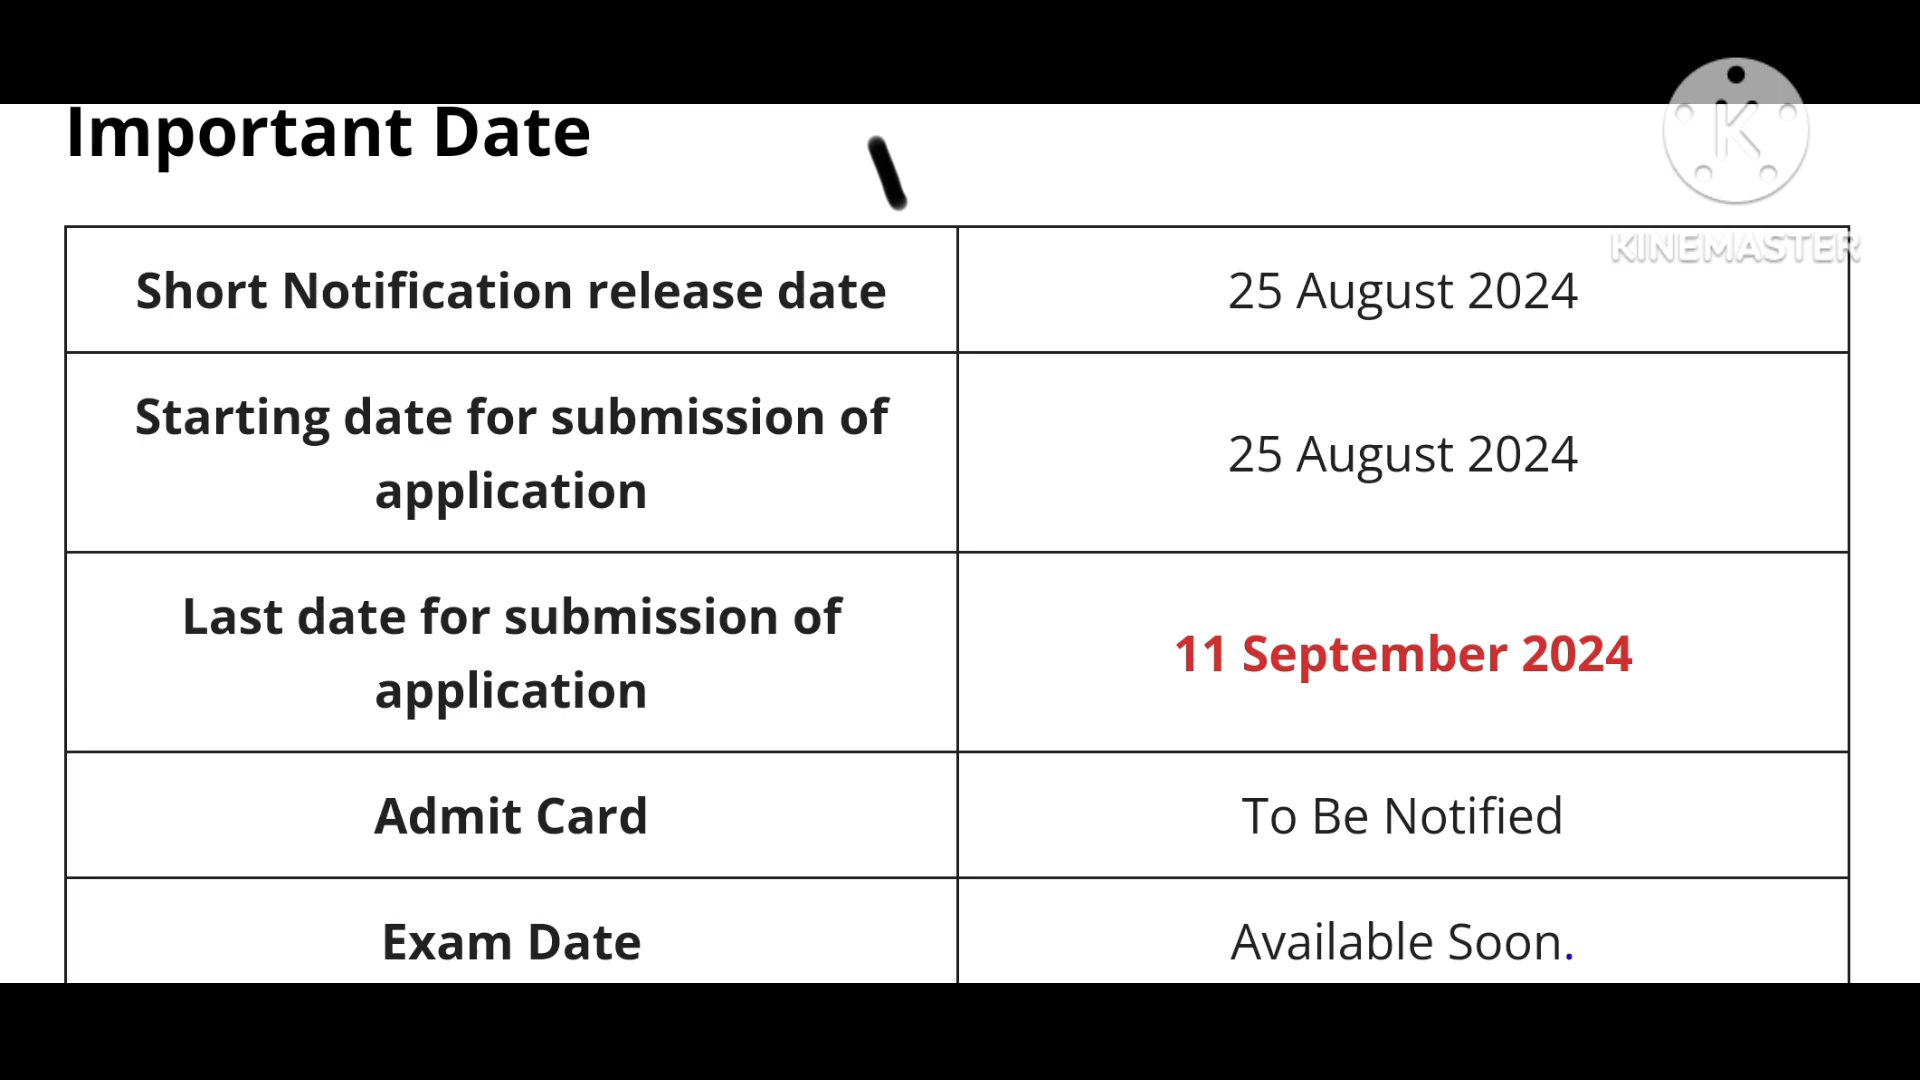 Important Date
K
KINEMASTER
Short Notification release date
25 August 2024
Starting date for submission of
application
25 August 2024
Last date for submission of
application
11 September 2024
Admit Card
To Be Notified
Exam Date
Available Soon.